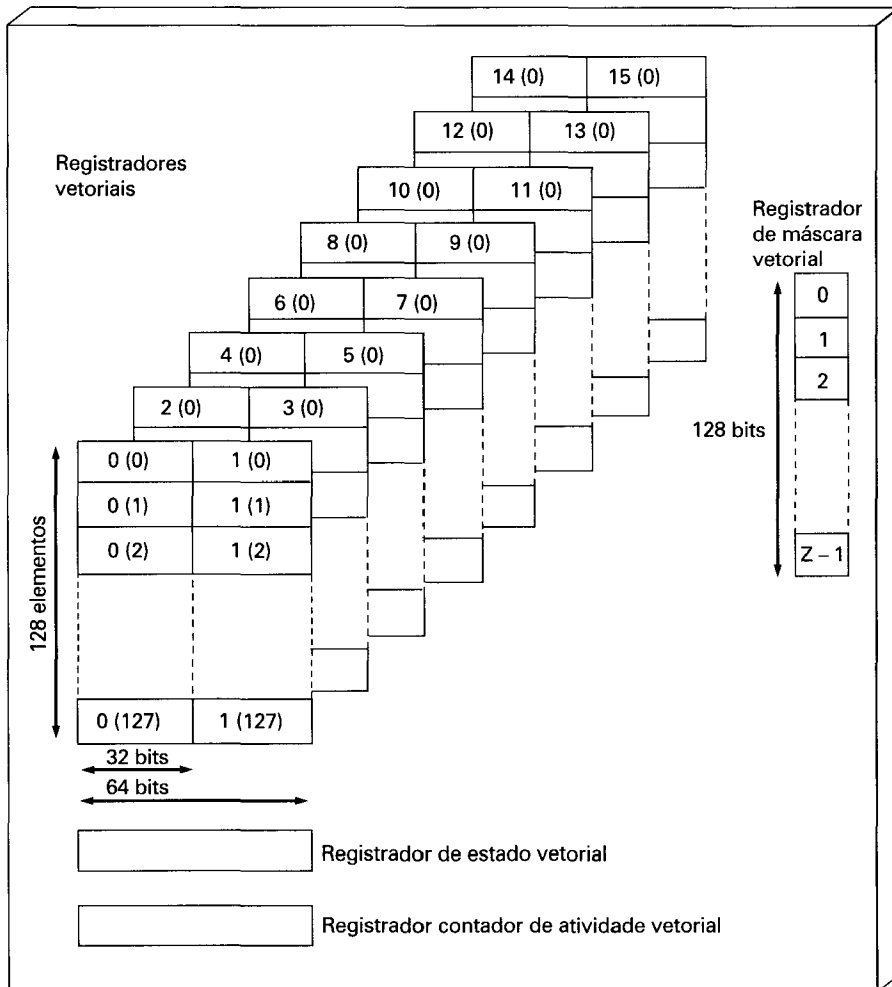 14 (0) 15 (0)
12 (0) 13 (0)
Registradores
vetoriais
10 (0) 11 (0)
Registrador
de máscara
vetorial
8 (0) 9 (0)
6 (0) 7 (0)
0
1
4 (0) 5 (0)
2
2 (0) 3 (0)
128 bits
0 (0) 1 (0)
0 (1) 1 (1)
0 (2) 1 (2)
Z – 1
128 elementos
0 (127) 1 (127)
32 bits
64 bits
Registrador de estado vetorial
Registrador contador de atividade vetorial